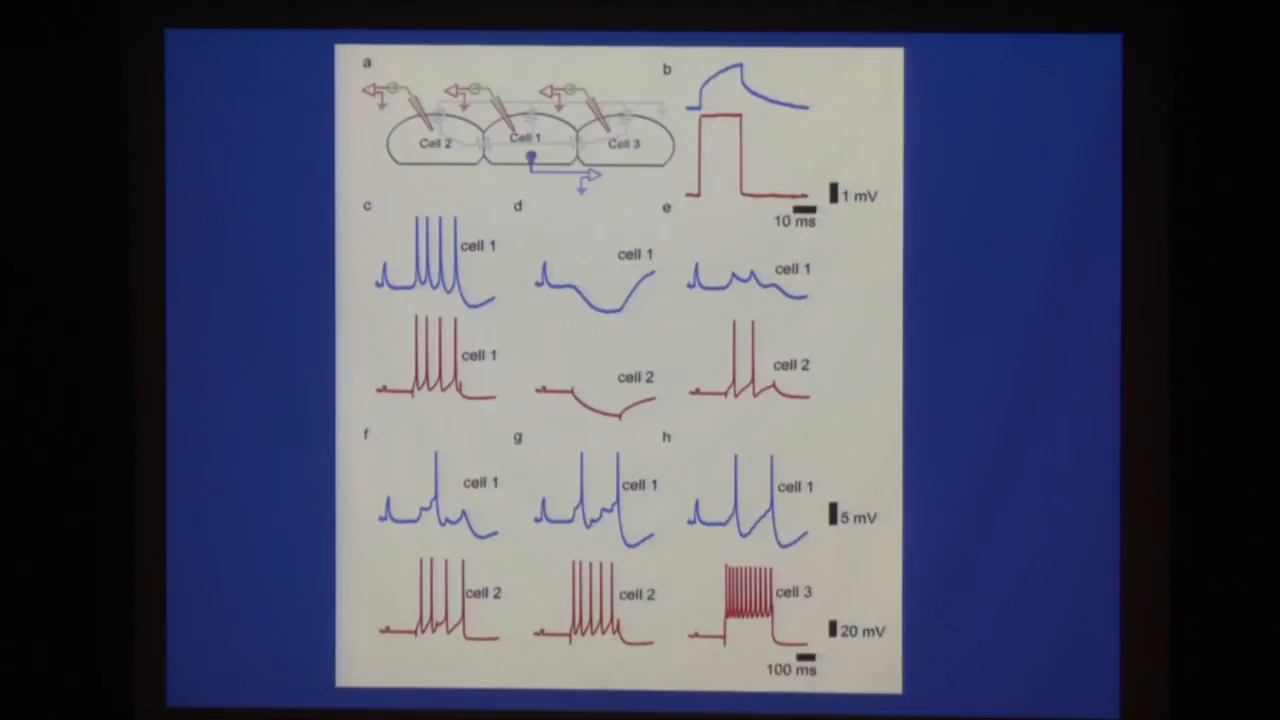 a
b
Cell 2
Cell 1
Cell 3
1 mV
10 ms
c
d
e
cell 1
cell 1
cell 1
cell 1
cell 2
cell 2
f
g
h
cell 1
cell 1
cell 1
5 mV
cell 2
cell 2
cell 3
20 mV
100 ms